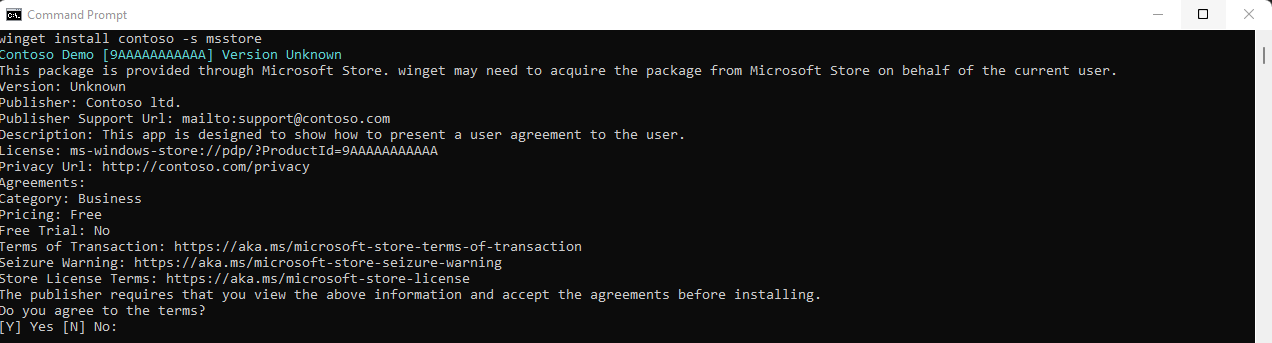 Command Prompt
winget install contoso -s msstore
Contoso Demo [9AAAAAAAAAAA] Version Unknown
This package is provided through Microsoft Store. winget may need to acquire the package from Microsoft Store on behalf of the current user.
Version: Unknown
Publisher: Contoso ltd.
Publisher Support Url: mailto:support@contoso.com
Description: This app is designed to show how to present a user agreement to the user.
License: ms-windows-store://pdp/?ProductId=9AAAAAAAAAAA
Privacy Url: http://contoso.com/privacy
Agreements:
Category: Business
Pricing: Free
Free Trial: No
Terms of Transaction: https://aka.ms/microsoft-store-terms-of-transaction
Seizure Warning: https://aka.ms/microsoft-store-seizure-warning
Store License Terms: https://aka.ms/microsoft-store-license
The publisher requires that you view the above information and accept the agreements before installing.
Do you agree to the terms?
[Y] Yes [N] No: